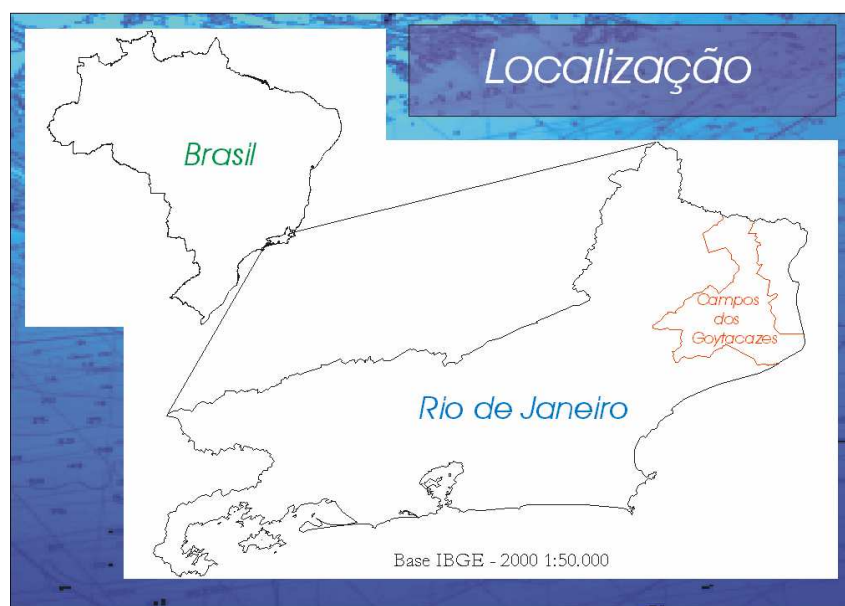 Localização
Brasil
Campos
dos
Goytacazes
Rio de Janeiro
Base IBGE - 2000 1:50.000